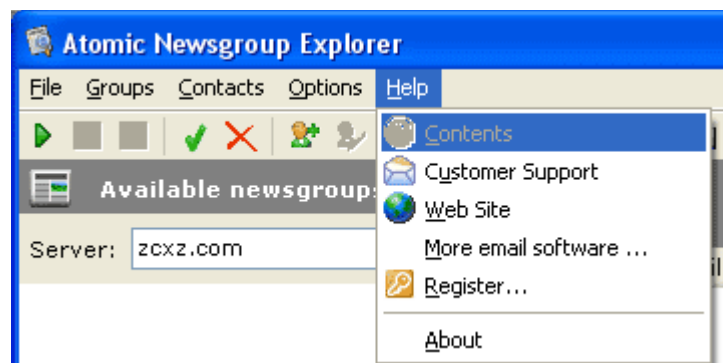 Atomic Newsgroup Explorer
File Groups Contacts Options Help
Contents
Available newsgroups
Customer Support
Web Site
Server: zcxz.com
More email software ...
Register...
About